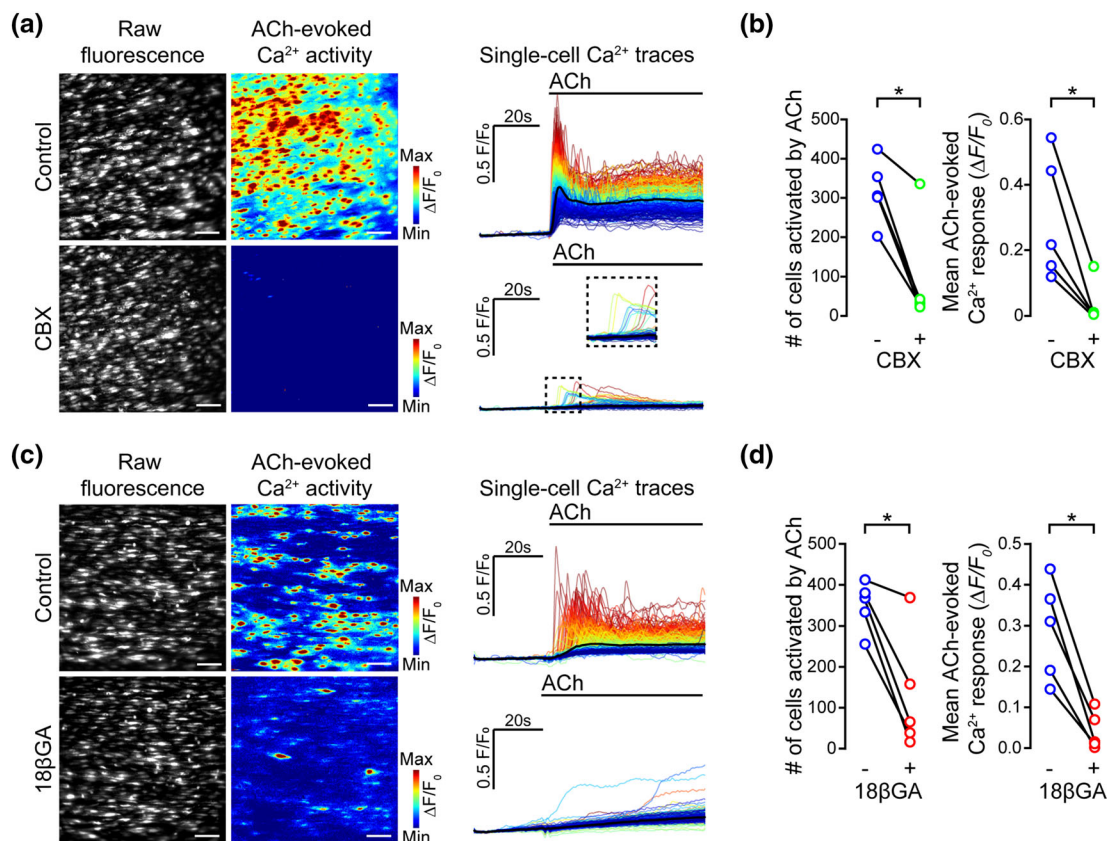 (a)
Raw fluorescence
ACh-evoked Ca²⁺ activity
Single-cell Ca²⁺ traces
Control
Max
ΔF/F₀
Min
ACh
20s
0.5 F/F₀
CBX
Max
ΔF/F₀
Min
ACh
20s
0.5 F/F₀
(b)
*
# of cells activated by ACh
500
400
300
200
100
0
- +
CBX
*
Mean ACh-evoked
Ca²⁺ response (ΔF/F₀)
0.6
0.4
0.2
0.0
- +
CBX
(c)
Raw fluorescence
ACh-evoked Ca²⁺ activity
Single-cell Ca²⁺ traces
Control
Max
ΔF/F₀
Min
ACh
20s
0.5 F/F₀
18βGA
Max
ΔF/F₀
Min
ACh
20s
0.5 F/F₀
(d)
*
# of cells activated by ACh
500
400
300
200
100
0
- +
18βGA
*
Mean ACh-evoked
Ca²⁺ response (ΔF/F₀)
0.5
0.4
0.3
0.2
0.1
0.0
- +
18βGA